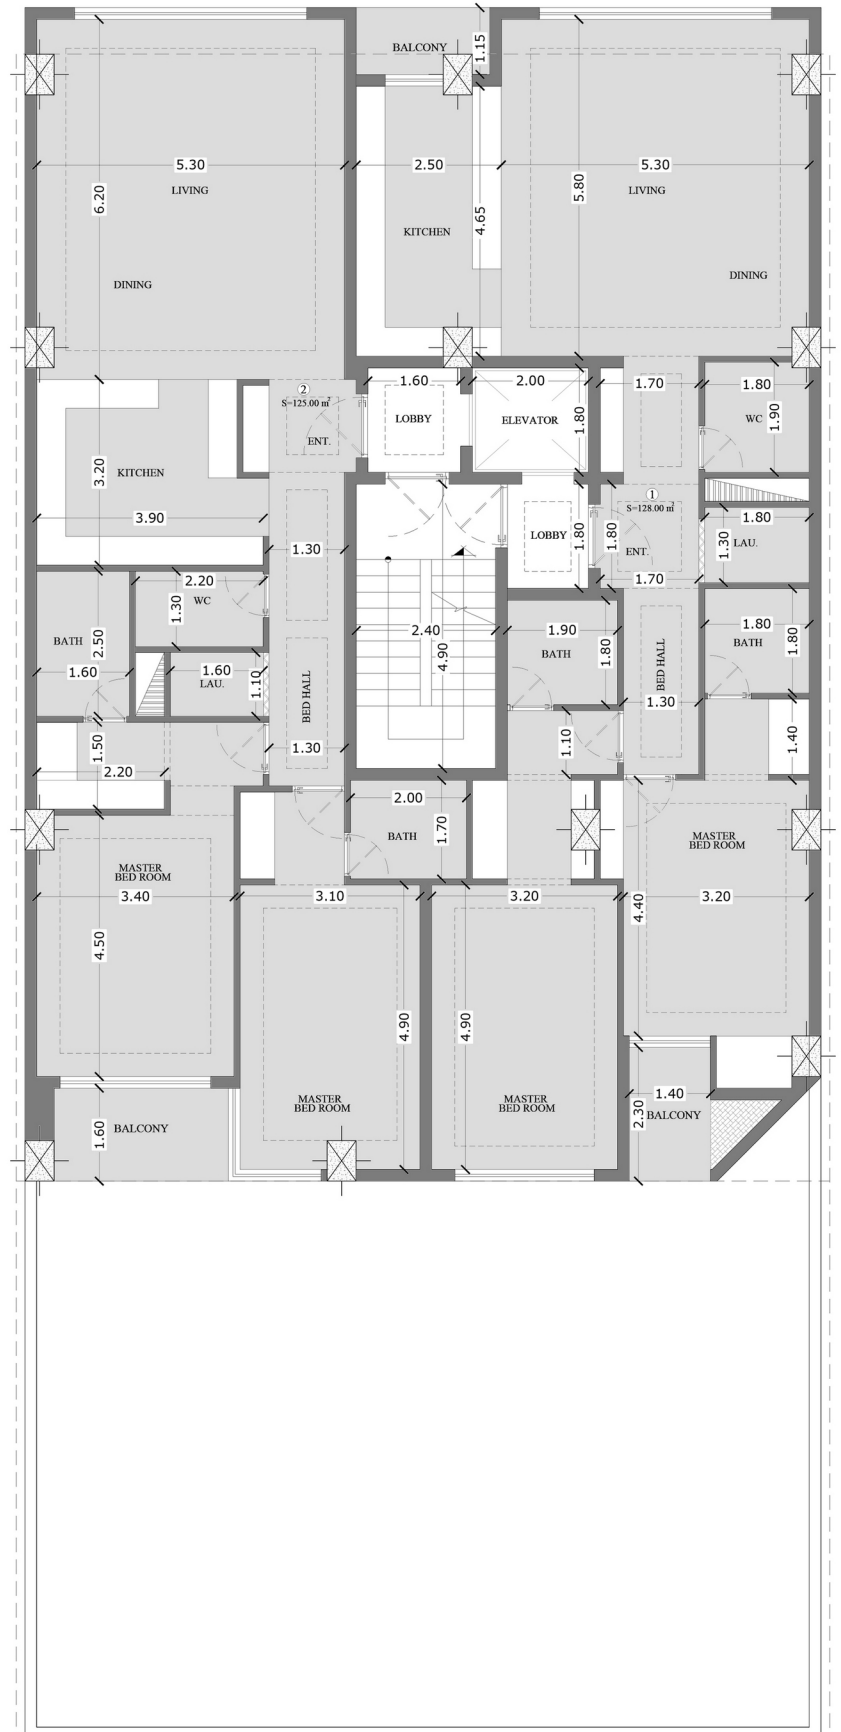 BALCONY
1.15
5.30
2.50
5.30
6.20
LIVING
5.80
LIVING
4.65
KITCHEN
DINING
DINING
1.60
2.00
1.70
1.80
2
S=125.00 m²
LOBBY
ELEVATOR
1.80
WC
1.90
ENT.
KITCHEN
3.20
1
S=128.00 m²
3.90
1.80
LAU.
1.30
LOBBY
1.80
1.80
ENT.
1.30
1.70
2.20
WC
1.30
BATH
2.50
2.40
4.90
1.90
BATH
1.80
1.80
BATH
1.80
BED HALL
1.60
1.60
LAU.
1.10
BED HALL
1.30
1.50
1.30
1.10
1.40
2.20
2.00
BATH
1.70
MASTER
BED ROOM
MASTER
BED ROOM
3.40
3.10
3.20
4.40
3.20
4.50
4.90
4.90
MASTER
BED ROOM
MASTER
BED ROOM
1.40
BALCONY
2.30
BALCONY
1.60